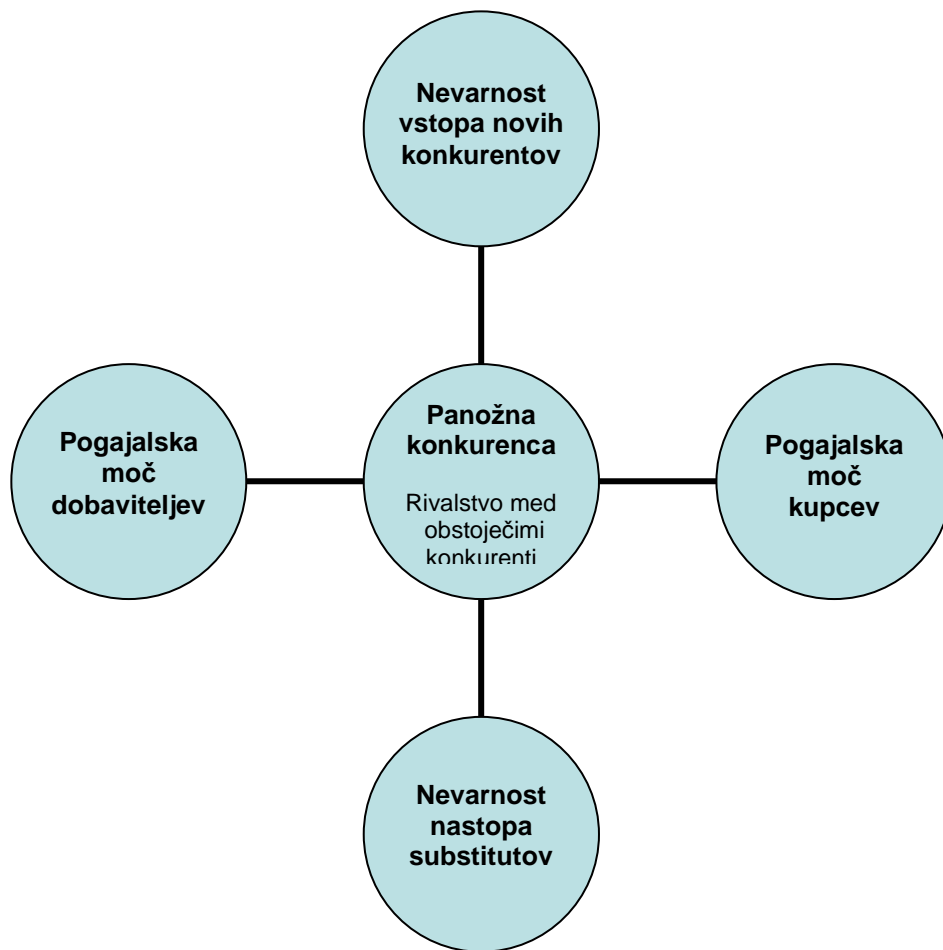 Nevarnost
vstopa novih
konkurentov
Pogajalska
moč
dobaviteljev
Panožna
konkurenca
Rivalstvo med
obstoječimi
konkurenti
Pogajalska
moč
kupcev
Nevarnost
nastopa
substitutov